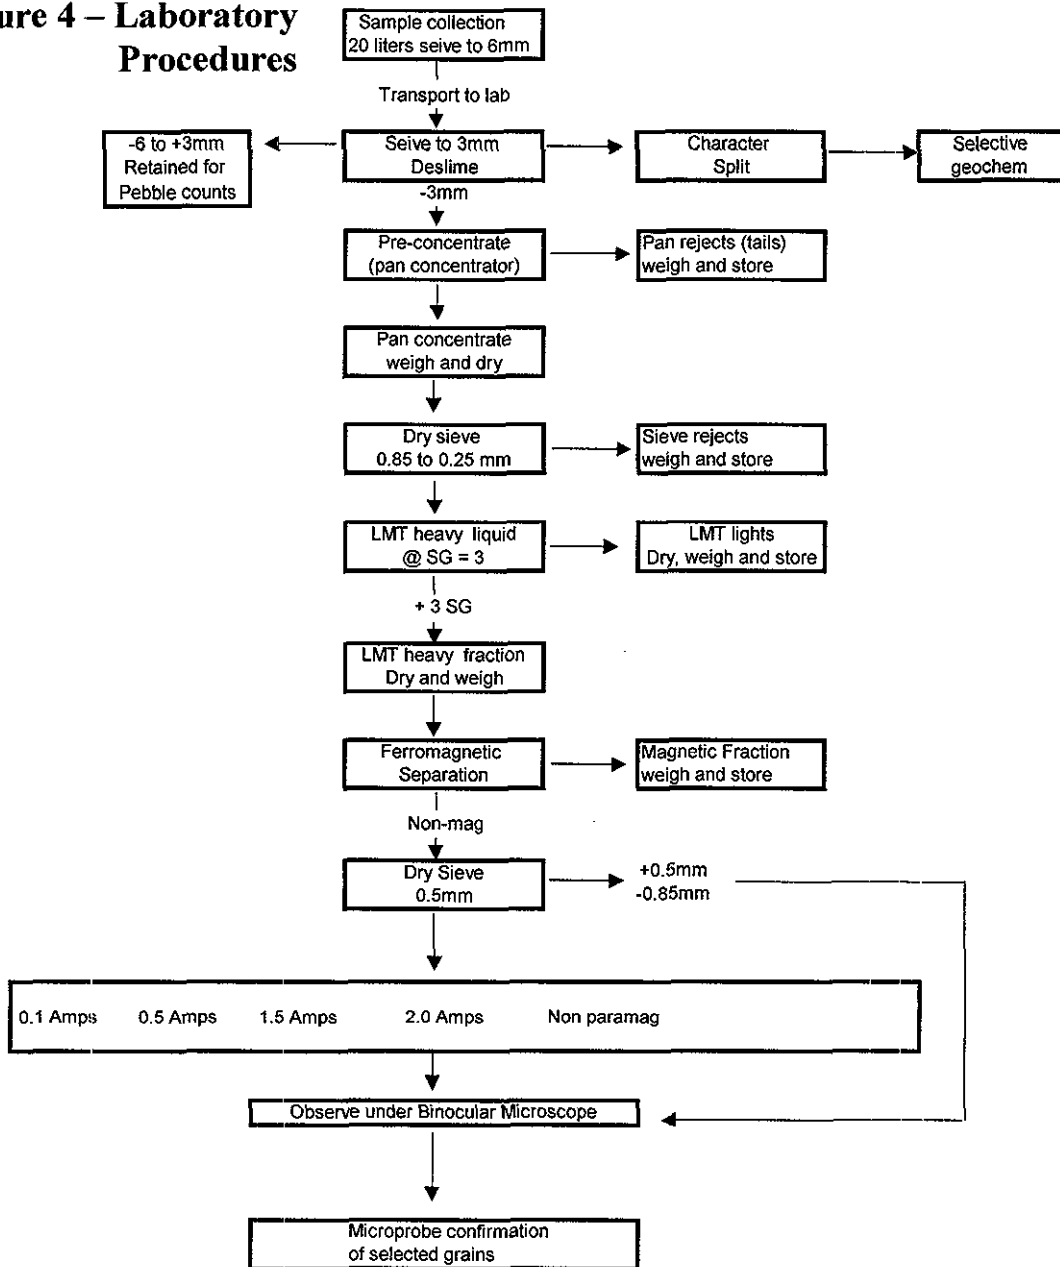 ure 4 – Laboratory
Procedures
Sample collection
20 liters seive to 6mm
Transport to lab
-6 to +3mm
Retained for
Pebble counts
Seive to 3mm
Deslime
Character
Split
Selective
geochem
-3mm
Pre-concentrate
(pan concentrator)
Pan rejects (tails)
weigh and store
Pan concentrate
weigh and dry
Dry sieve
0.85 to 0.25 mm
Sieve rejects
weigh and store
LMT heavy liquid
@ SG = 3
LMT lights
Dry, weigh and store
+ 3 SG
LMT heavy fraction
Dry and weigh
Ferromagnetic
Separation
Magnetic Fraction
weigh and store
Non-mag
Dry Sieve
0.5mm
+0.5mm
-0.85mm
0.1 Amps 0.5 Amps 1.5 Amps 2.0 Amps Non paramag
Observe under Binocular Microscope
Microprobe confirmation
of selected grains